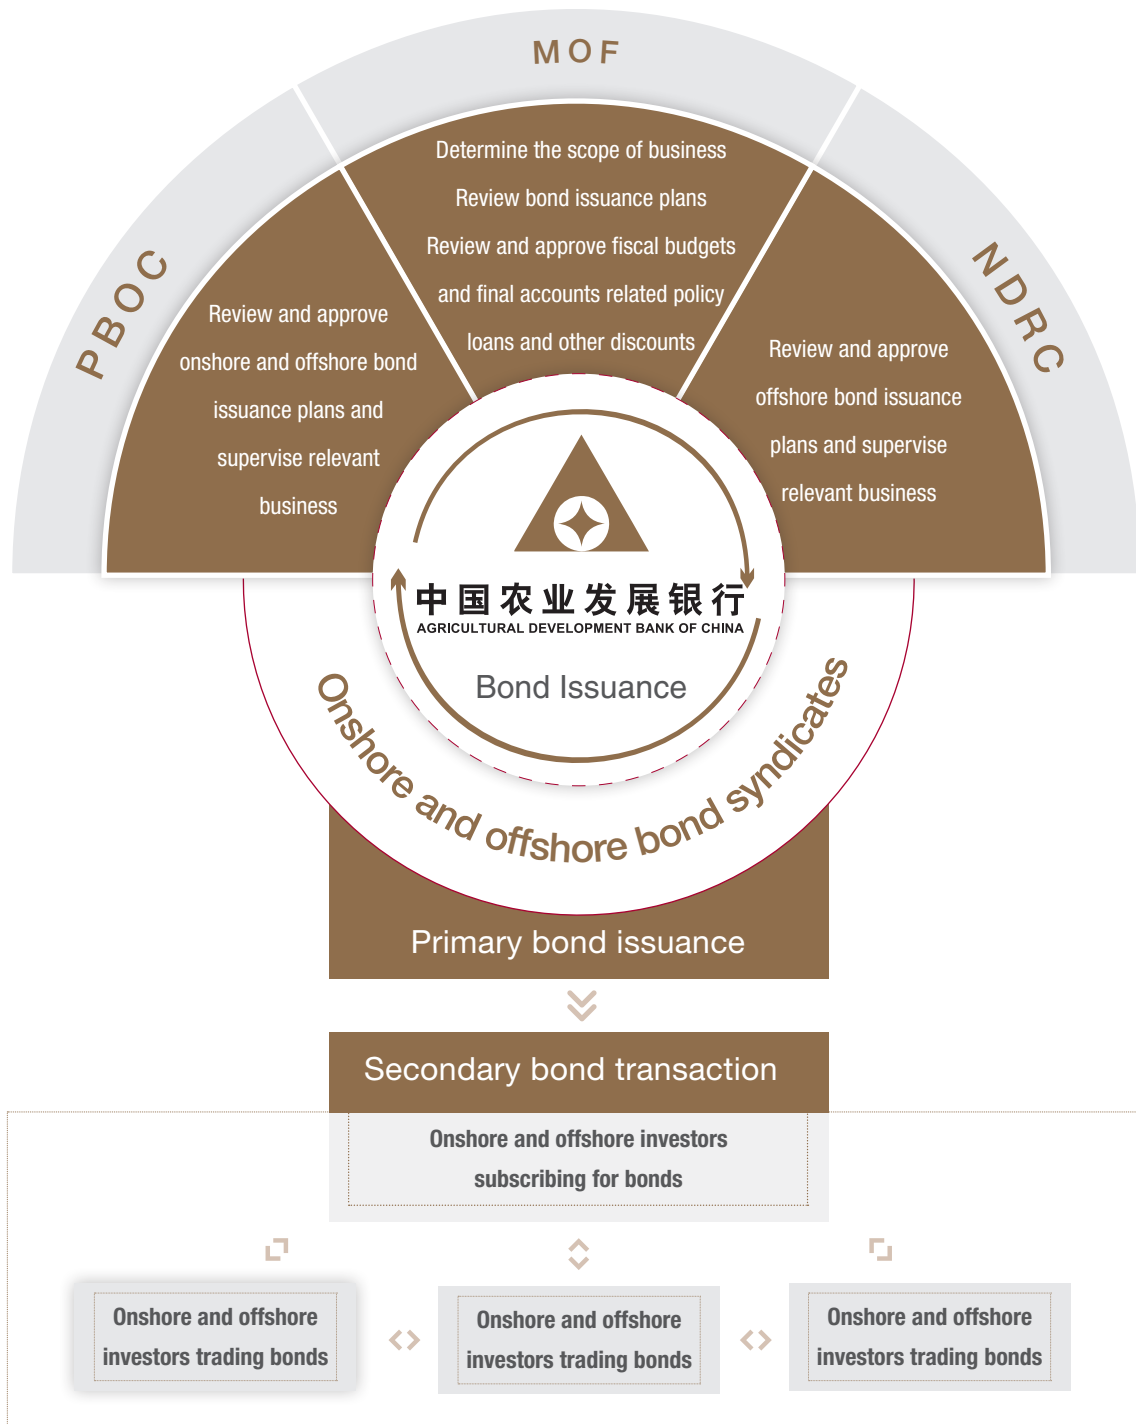 MOF
Determine the scope of business
Review bond issuance plans
Review and approve fiscal budgets
and final accounts related policy
loans and other discounts
PBOC
Review and approve
onshore and offshore bond
issuance plans and
supervise relevant
business
NDRC
Review and approve
offshore bond issuance
plans and supervise
relevant business
中国农业发展银行
AGRICULTURAL DEVELOPMENT BANK OF CHINA
Bond Issuance
Onshore and offshore bond syndicates
Primary bond issuance
Secondary bond transaction
Onshore and offshore investors
subscribing for bonds
Onshore and offshore
investors trading bonds
Onshore and offshore
investors trading bonds
Onshore and offshore
investors trading bonds